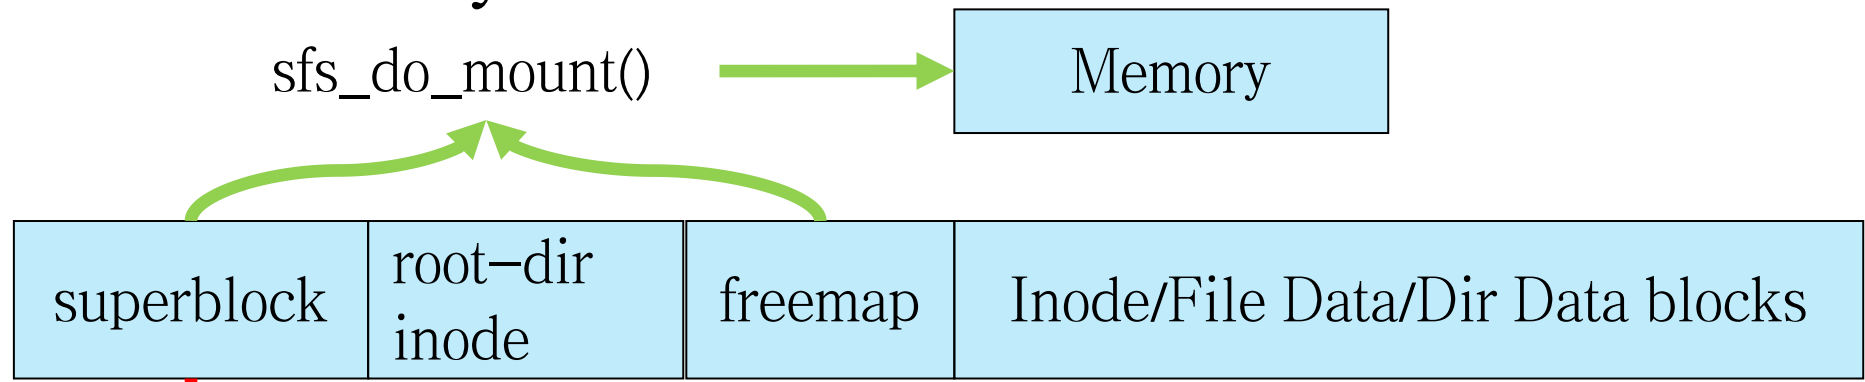 sfs_do_mount()
Memory
superblock
root-dir
inode
freemap
Inode/File Data/Dir Data blocks